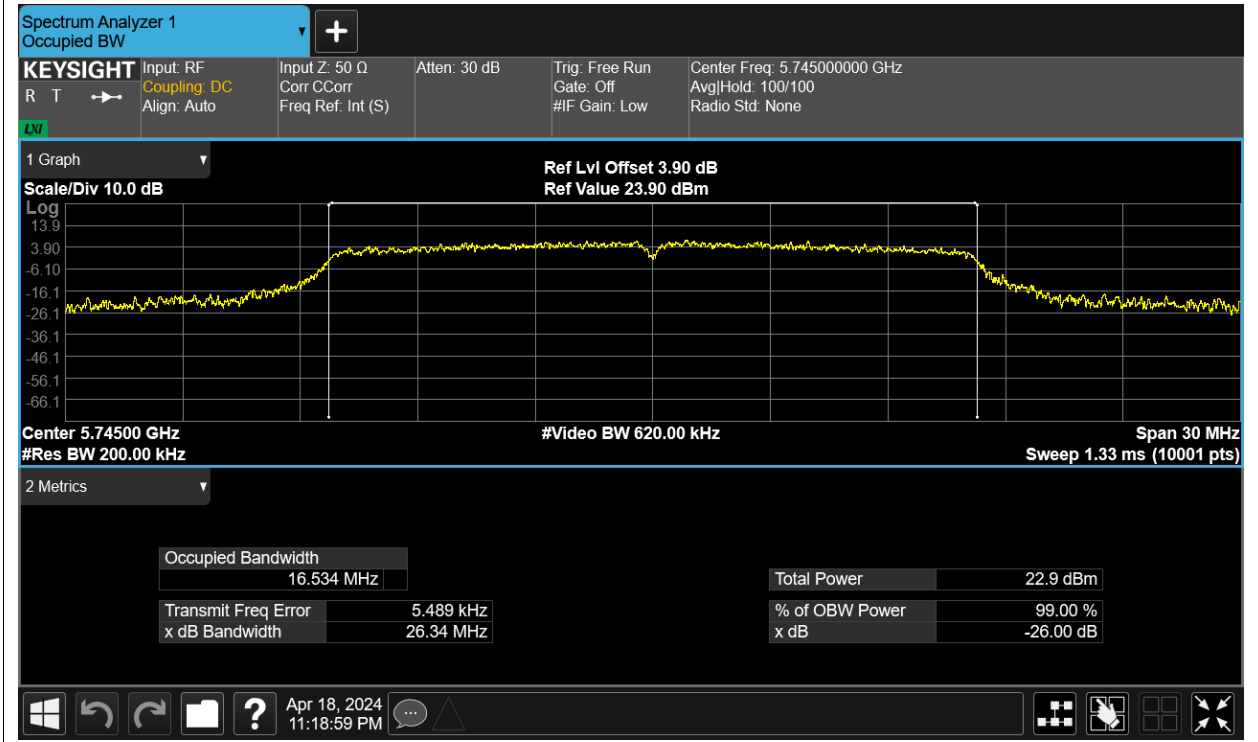 Spectrum Analyzer 1
Occupied BW
KEYSIGHT
R T
LXI
Input: RF
Coupling: DC
Align: Auto
Input Z: 50 Ω
Corr CCorr
Freq Ref: Int (S)
Atten: 30 dB
Trig: Free Run
Gate: Off
#IF Gain: Low
Center Freq: 5.745000000 GHz
Avg|Hold: 100/100
Radio Std: None
1 Graph
Scale/Div 10.0 dB
Ref Lvl Offset 3.90 dB
Ref Value 23.90 dBm
Log
13.9
3.90
-6.10
-16.1
-26.1
-36.1
-46.1
-56.1
-66.1
Center 5.74500 GHz
#Video BW 620.00 kHz
Span 30 MHz
#Res BW 200.00 kHz
Sweep 1.33 ms (10001 pts)
2 Metrics
Occupied Bandwidth
16.534 MHz
Total Power 22.9 dBm
Transmit Freq Error 5.489 kHz
% of OBW Power 99.00 %
x dB Bandwidth 26.34 MHz
x dB -26.00 dB
?
Apr 18, 2024
11:18:59 PM